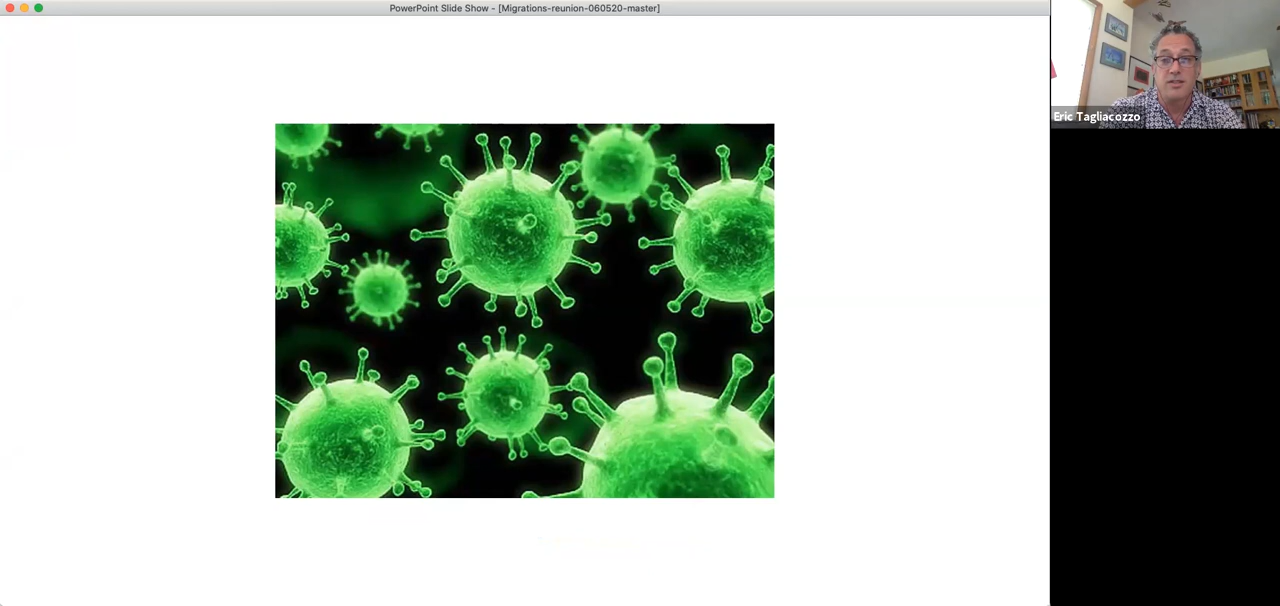 PowerPoint Slide Show - [Migrations-reunion-060520-master]
Eric Tagliacozzo